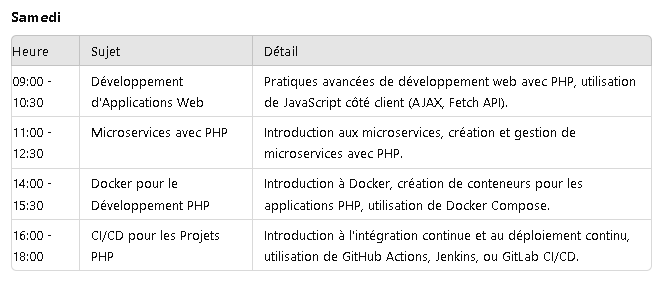 Samedi
Heure Sujet Détail
09:00 - Développement Pratiques avancées de développement web avec PHP, utilisation
10:30 d'Applications Web de JavaScript côté client (AJAX, Fetch API).
11:00 - Microservices avec PHP Introduction aux microservices, création et gestion de
12:30 microservices avec PHP.
14:00 - Docker pour le Introduction à Docker, création de conteneurs pour les
15:30 Développement PHP applications PHP, utilisation de Docker Compose.
16:00 - CI/CD pour les Projets Introduction à l'intégration continue et au déploiement continu,
18:00 PHP utilisation de GitHub Actions, Jenkins, ou GitLab CI/CD.